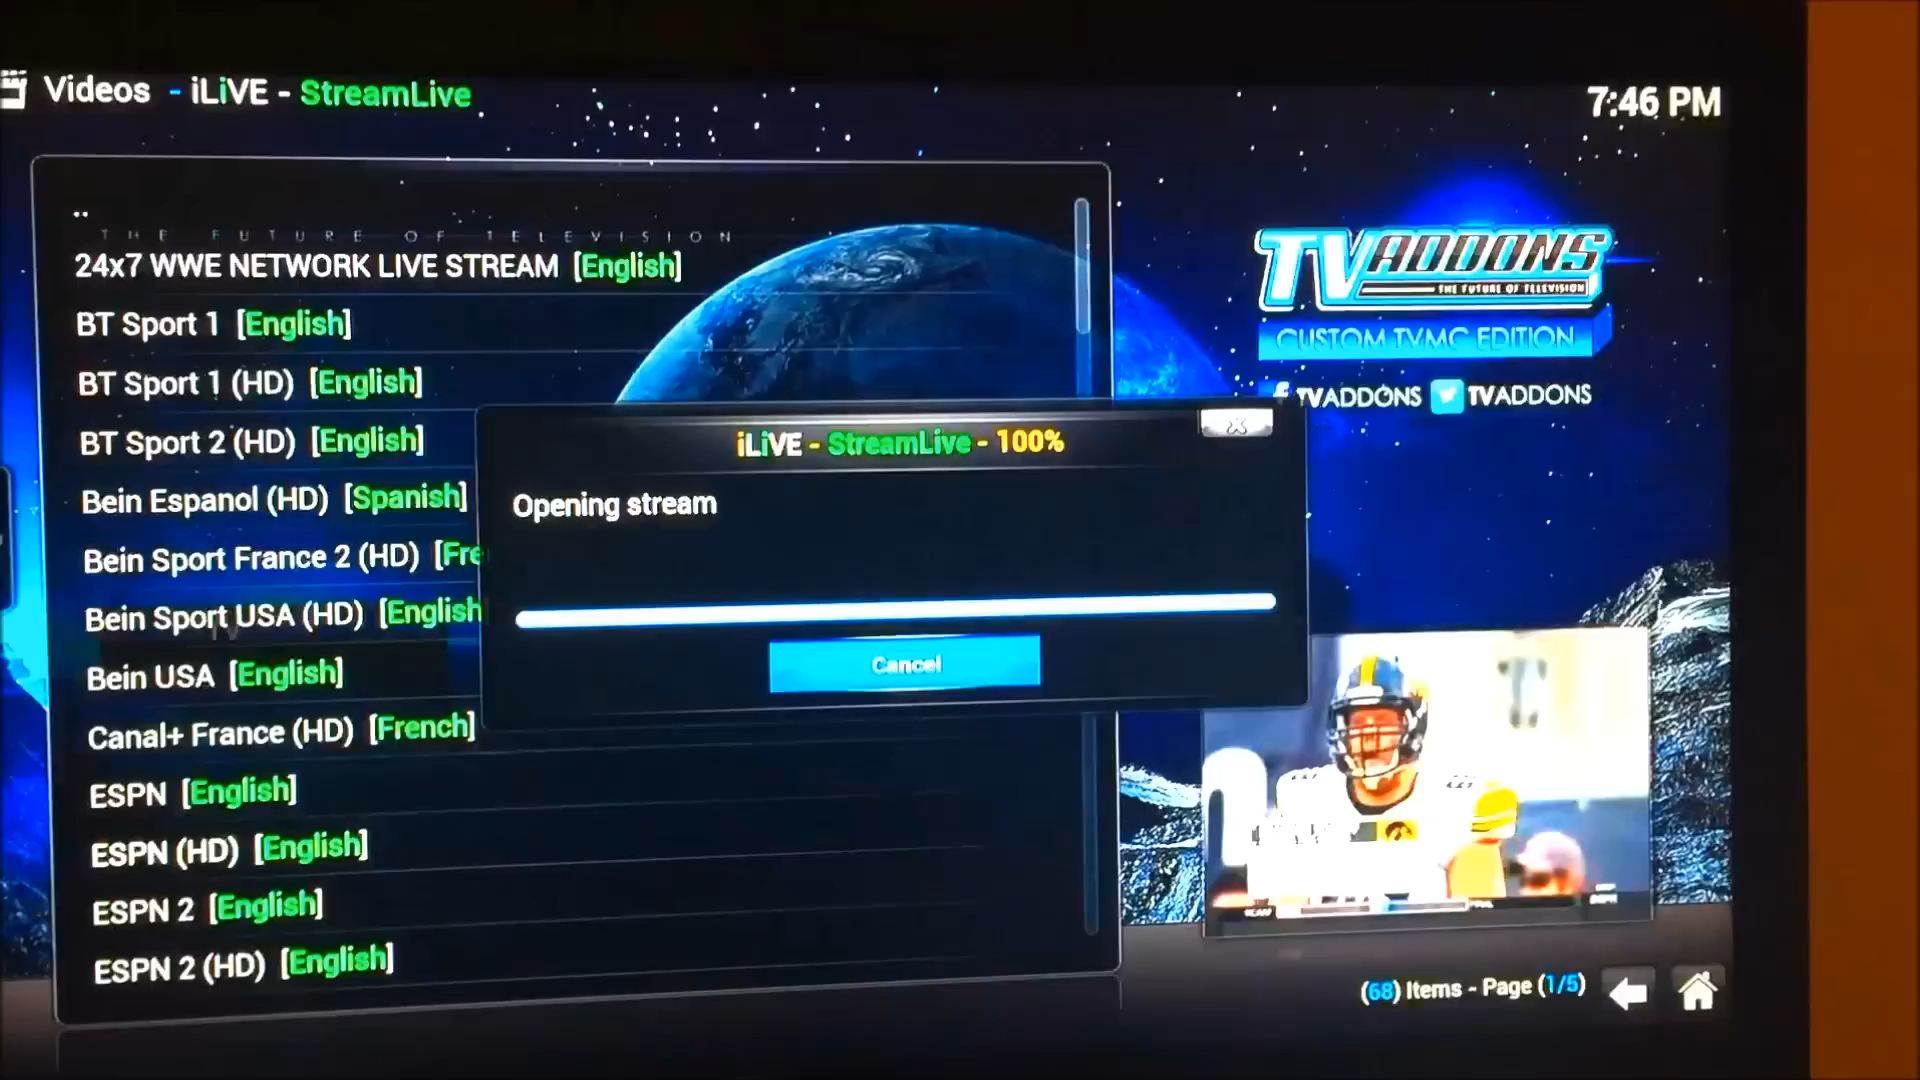 Videos - iLiVE - StreamLive
7:46 PM
..
THE FUTURE OF TELEVISION
24x7 WWE NETWORK LIVE STREAM [English]
BT Sport 1 [English]
BT Sport 1 (HD) [English]
BT Sport 2 (HD) [English]
Bein Espanol (HD) [Spanish]
Bein Sport France 2 (HD) [Fre
Bein Sport USA (HD) [English
TV
Bein USA [English]
Canal+ France (HD) [French]
ESPN [English]
ESPN (HD) [English]
ESPN 2 [English]
ESPN 2 (HD) [English]
TVADDONS
THE FUTURE OF TELEVISION
CUSTOM TVMC EDITION
f TVADDONS TVADDONS
x
iLiVE - StreamLive - 100%
Opening stream
Cancel
(68) Items - Page (1/5)